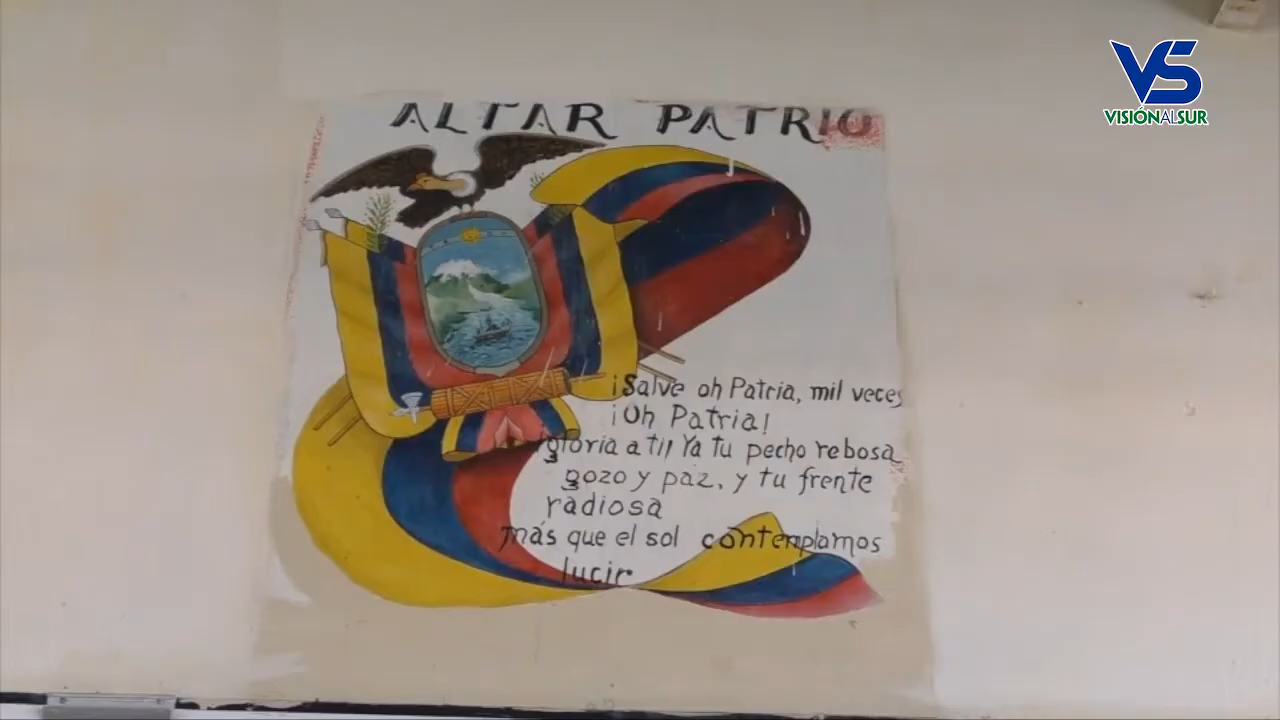 VS
VISIÓNALSUR
ALTAR PATRIO
¡Salve oh Patria, mil veces
¡Oh Patria!
¡gloria a ti! Ya tu pecho rebosa
gozo y paz, y tu frente
radiosa
más que el sol contemplamos
lucir